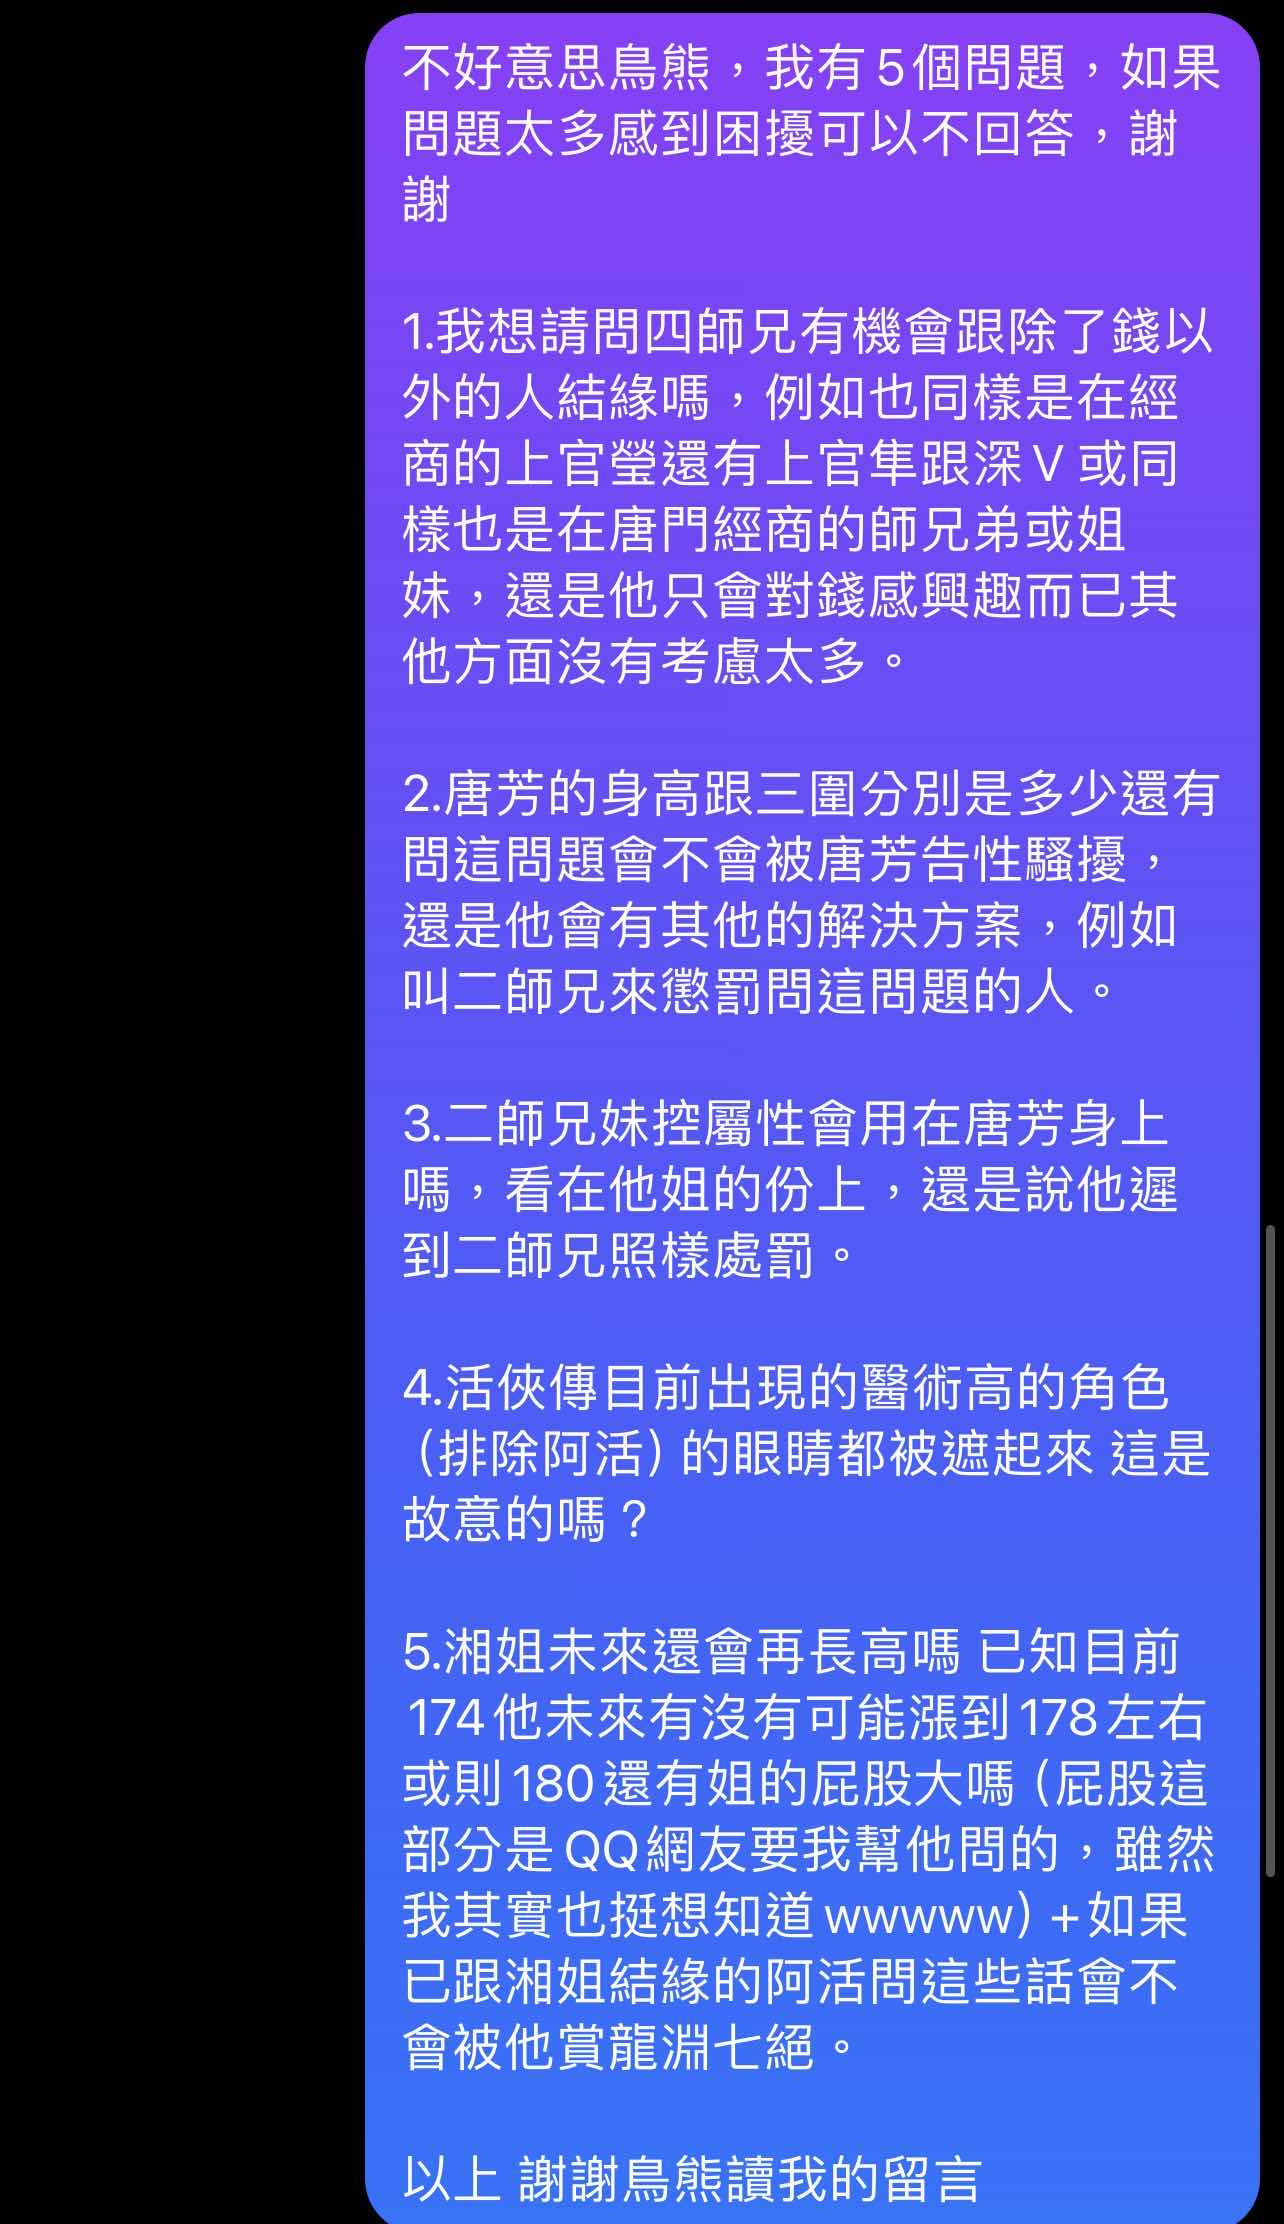 不好意思鳥熊，我有5個問題，如果
問題太多感到困擾可以不回答，謝
謝
1.我想請問四師兄有機會跟除了錢以
外的人結緣嗎，例如也同樣是在經
商的上官瑩還有上官隼跟深V或同
樣也是在唐門經商的師兄弟或姐
妹，還是他只會對錢感興趣而已其
他方面沒有考慮太多。
2.唐芳的身高跟三圍分別是多少還有
問這問題會不會被唐芳告性騷擾，
還是他會有其他的解決方案，例如
叫二師兄來懲罰問這問題的人。
3.二師兄妹控屬性會用在唐芳身上
嗎，看在他姐的份上，還是說他遲
到二師兄照樣處罰。
4.活俠傳目前出現的醫術高的角色
（排除阿活）的眼睛都被遮起來 這是
故意的嗎？
5.湘姐未來還會再長高嗎 已知目前
174他未來有沒有可能漲到178左右
或則180還有姐的屁股大嗎（屁股這
部分是QQ網友要我幫他問的，雖然
我其實也挺想知道wwwww）+如果
已跟湘姐結緣的阿活問這些話會不
會被他賞龍淵七絕。
以上 謝謝鳥熊讀我的留言